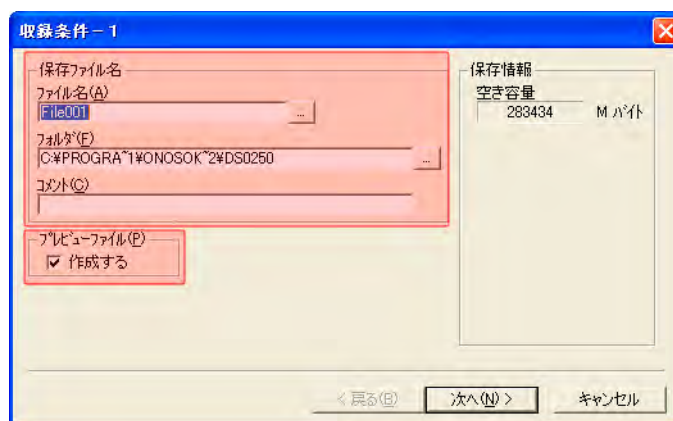 収録条件－1
保存ファイル名
ファイル名(A)
File001
...
フォルダ(F)
C:¥PROGRA~1¥ONOSOK~2¥DS0250
...
コメント(C)
プレビューファイル(P)
作成する
保存情報
空き容量
283434 M バイト
< 戻る(B)
次へ(N) >
キャンセル